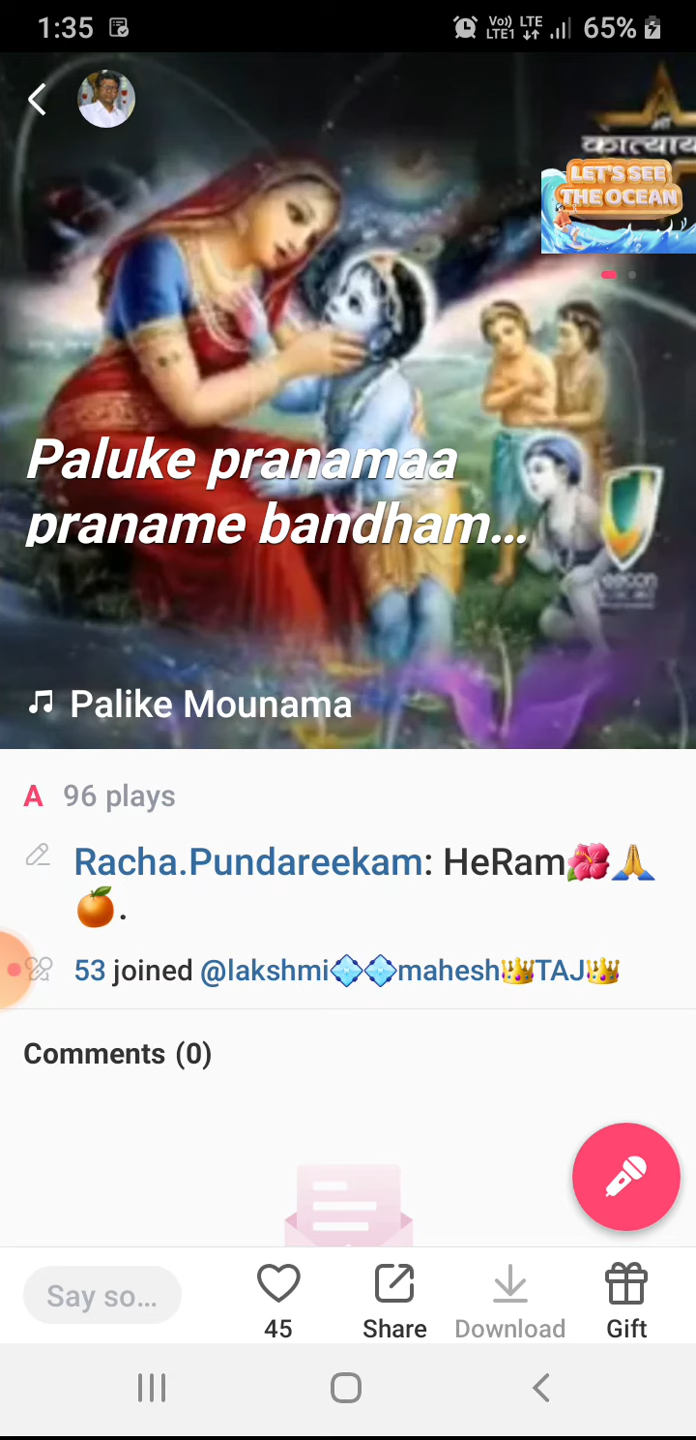 1:35 Vo)) LTE 65%
LTE1
कात्याय
LET'S SEE
THE OCEAN
Paluke pranamaa
praname bandham...
Palike Mounama
A 96 plays
Racha.Pundareekam: HeRam🌺🙏
🍊.
53 joined @lakshmi💠💠mahesh👑TAJ👑
Comments (0)
Say so...
45 Share Download Gift